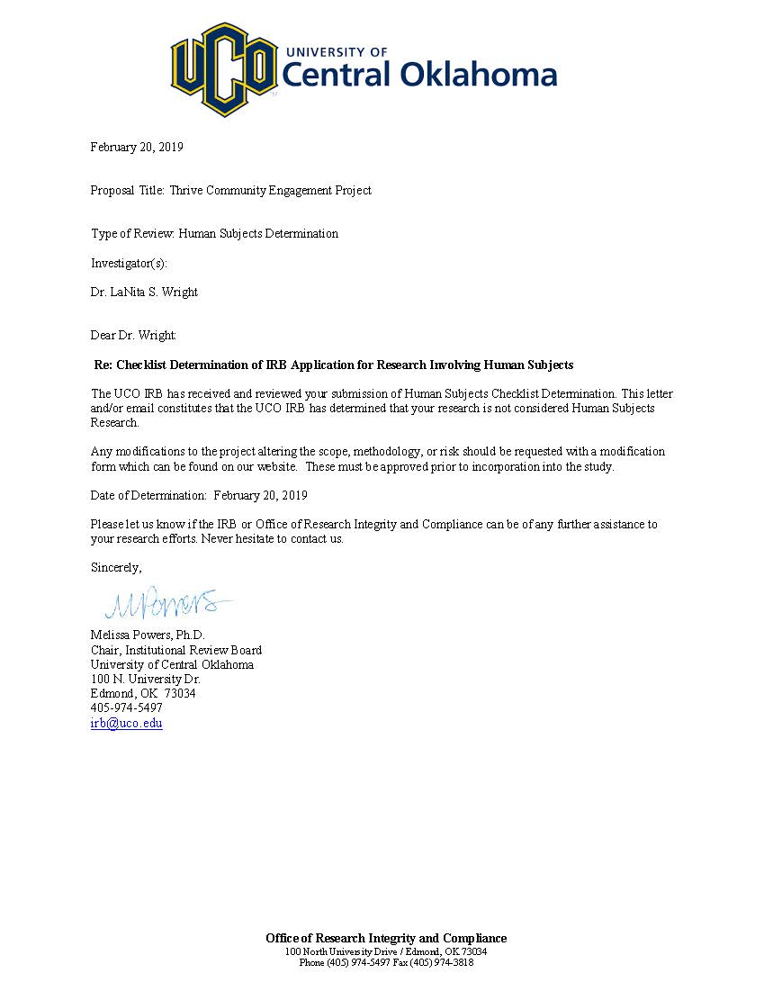 UCO
UNIVERSITY OF
Central Oklahoma
TM
February 20, 2019
Proposal Title: Thrive Community Engagement Project
Type of Review: Human Subjects Determination
Investigator(s):
Dr. LaNita S. Wright
Dear Dr. Wright:
Re: Checklist Determination of IRB Application for Research Involving Human Subjects
The UCO IRB has received and reviewed your submission of Human Subjects Checklist Determination. This letter
and/or email constitutes that the UCO IRB has determined that your research is not considered Human Subjects
Research.
Any modifications to the project altering the scope, methodology, or risk should be requested with a modification
form which can be found on our website.  These must be approved prior to incorporation into the study.
Date of Determination:  February 20, 2019
Please let us know if the IRB or Office of Research Integrity and Compliance can be of any further assistance to
your research efforts. Never hesitate to contact us.
Sincerely,
MPowers
Melissa Powers, Ph.D.
Chair, Institutional Review Board
University of Central Oklahoma
100 N. University Dr.
Edmond, OK  73034
405-974-5497
irb@uco.edu
Office of Research Integrity and Compliance
100 North University Drive / Edmond, OK 73034
Phone (405) 974-5497 Fax (405) 974-3818